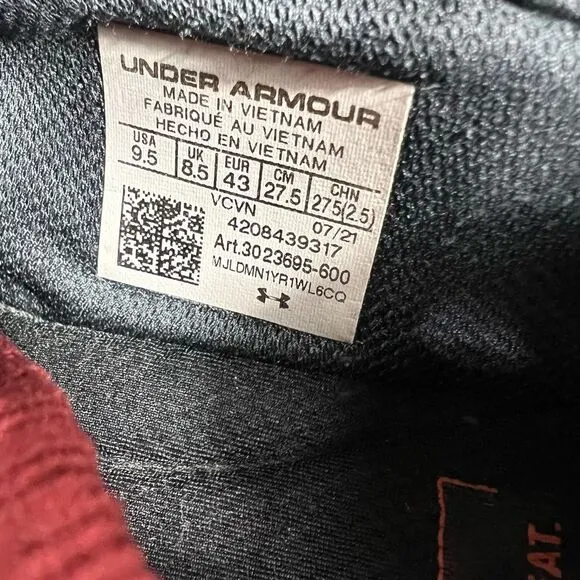 UNDER ARMOUR
MADE IN VIETNAM
FABRIQUÉ AU VIETNAM
HECHO EN VIETNAM
USA UK EUR CM CHN
9.5 8.5 43 27.5 275(2.5)
VCVN 07/21
4208439317
Art.3023695-600
MJLDMN1YR1WL6CQ
AT.